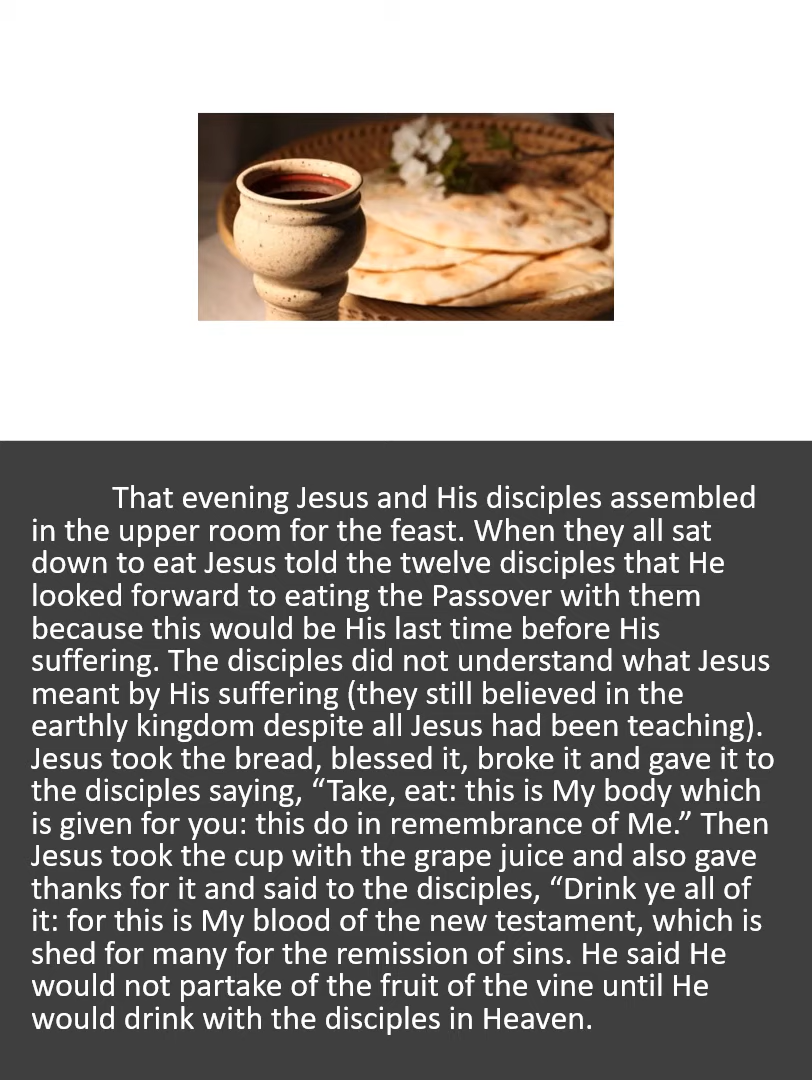 That evening Jesus and His disciples assembled
in the upper room for the feast. When they all sat
down to eat Jesus told the twelve disciples that He
looked forward to eating the Passover with them
because this would be His last time before His
suffering. The disciples did not understand what Jesus
meant by His suffering (they still believed in the
earthly kingdom despite all Jesus had been teaching).
Jesus took the bread, blessed it, broke it and gave it to
the disciples saying, “Take, eat: this is My body which
is given for you: this do in remembrance of Me.” Then
Jesus took the cup with the grape juice and also gave
thanks for it and said to the disciples, “Drink ye all of
it: for this is My blood of the new testament, which is
shed for many for the remission of sins. He said He
would not partake of the fruit of the vine until He
would drink with the disciples in Heaven.